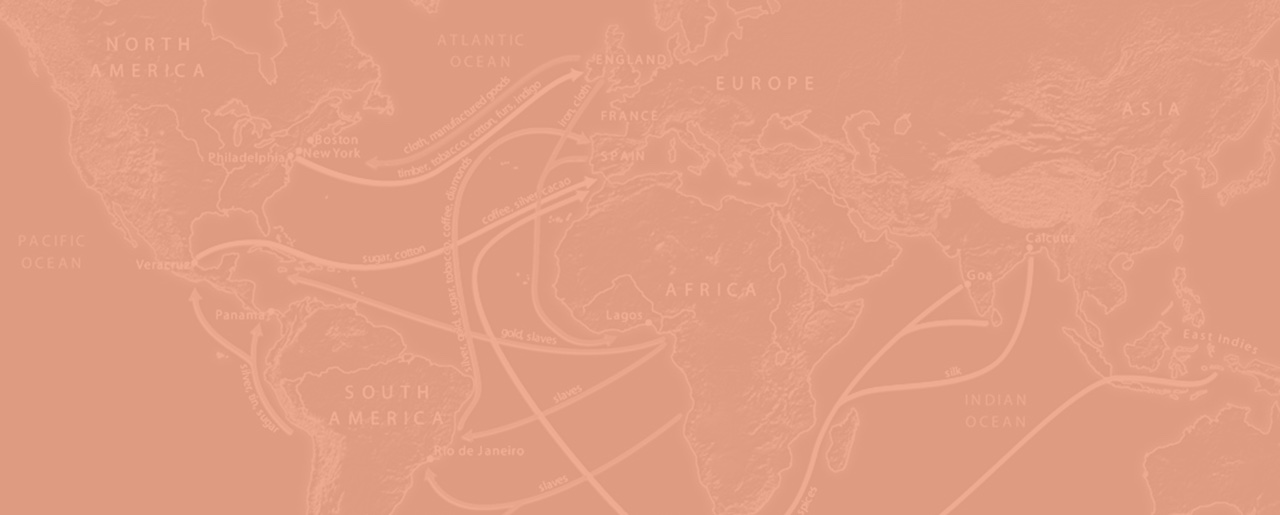 NORTH
AMERICA
ATLANTIC
OCEAN
ENGLAND
EUROPE
ASIA
FRANCE
SPAIN
Boston
New York
Philadelphia
cloth, manufactured goods
timber, tobacco, cotton, furs, indigo
iron, cloth
PACIFIC
OCEAN
Veracruz
Panama
sugar, cotton
coffee, silver, cacao
AFRICA
Lagos
gold, slaves
Calcutta
Goa
East Indies
silk
INDIAN
OCEAN
SOUTH
AMERICA
Rio de Janeiro
slaves
slaves
spices